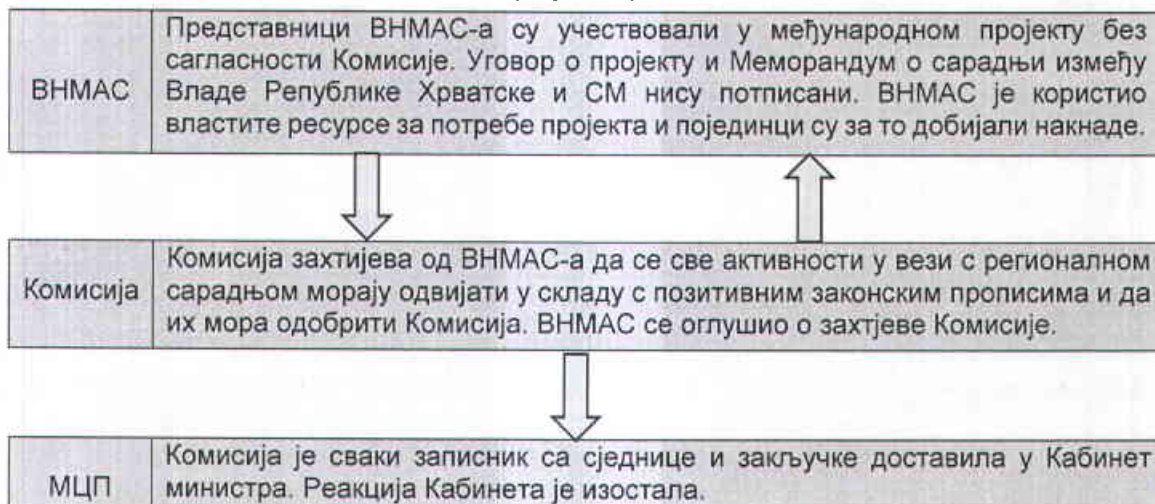 Представници ВНМАС-а су учествовали у међународном пројекту без
сагласности Комисије. Уговор о пројекту и Меморандум о сарадњи између
ВНМАС
Владе Републике Хрватске и СМ нису потписани. ВНМАС је користио
властите ресурсе за потребе пројекта и појединци су за то добијали накнаде.
Комисија захтијева од ВНМАС-а да се све активности у вези с регионалном
Комисија
сарадњом морају одвијати у складу с позитивним законским прописима и да
их мора одобрити Комисија. ВНМАС се оглушио о захтјеве Комисије.
Комисија је сваки записник са сједнице и закључке доставила у Кабинет
МЦП
министра. Реакција Кабинета је изостала.